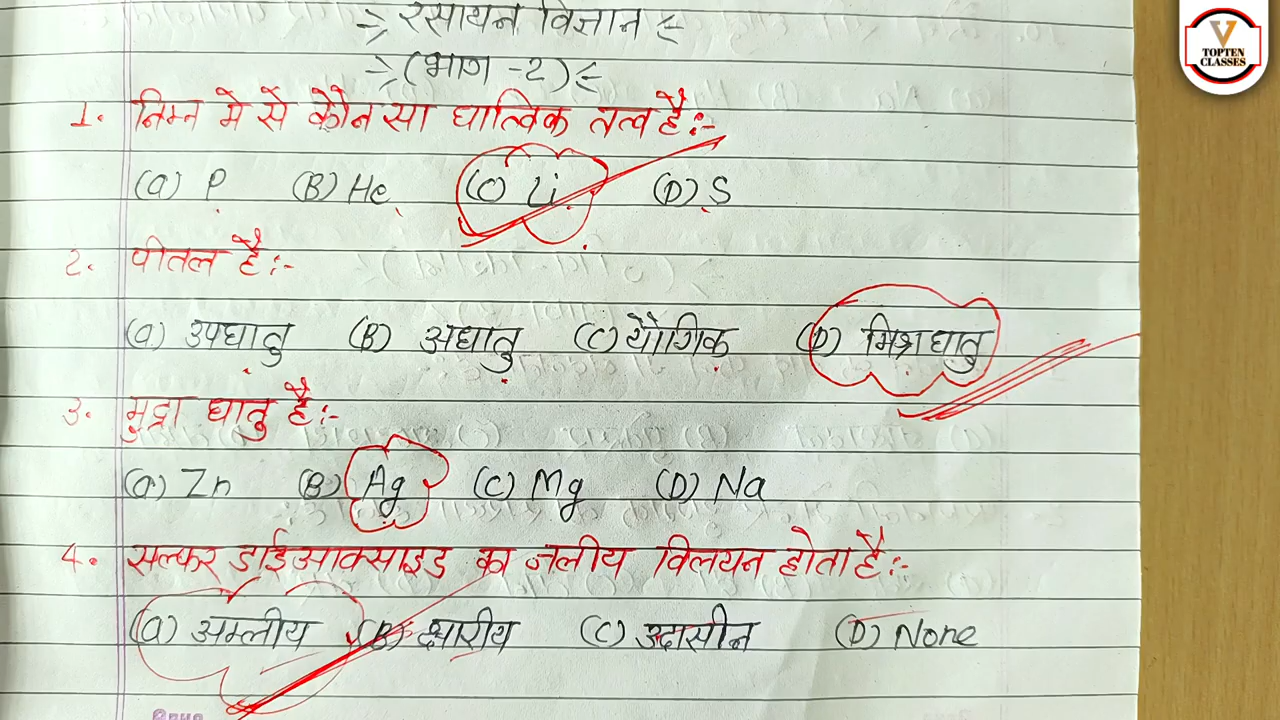 रसायन विज्ञान
(भाग -2)
1. निम्न में से कौन सा धात्विक तत्व है:-
(a) P (B) He (C) Li (D) S
2. पीतल है:-
(a) उपधातु (B) अधातु (C) यौगिक (D) मिश्रधातु
3. मुद्रा धातु है:-
(a) Zn (B) Ag (C) Mg (D) Na
4. सल्फर डाईआक्साइड का जलीय विलयन होता है:-
(a) अम्लीय (B) क्षारीय (C) उदासीन (D) None
V
TOPTEN
CLASSES